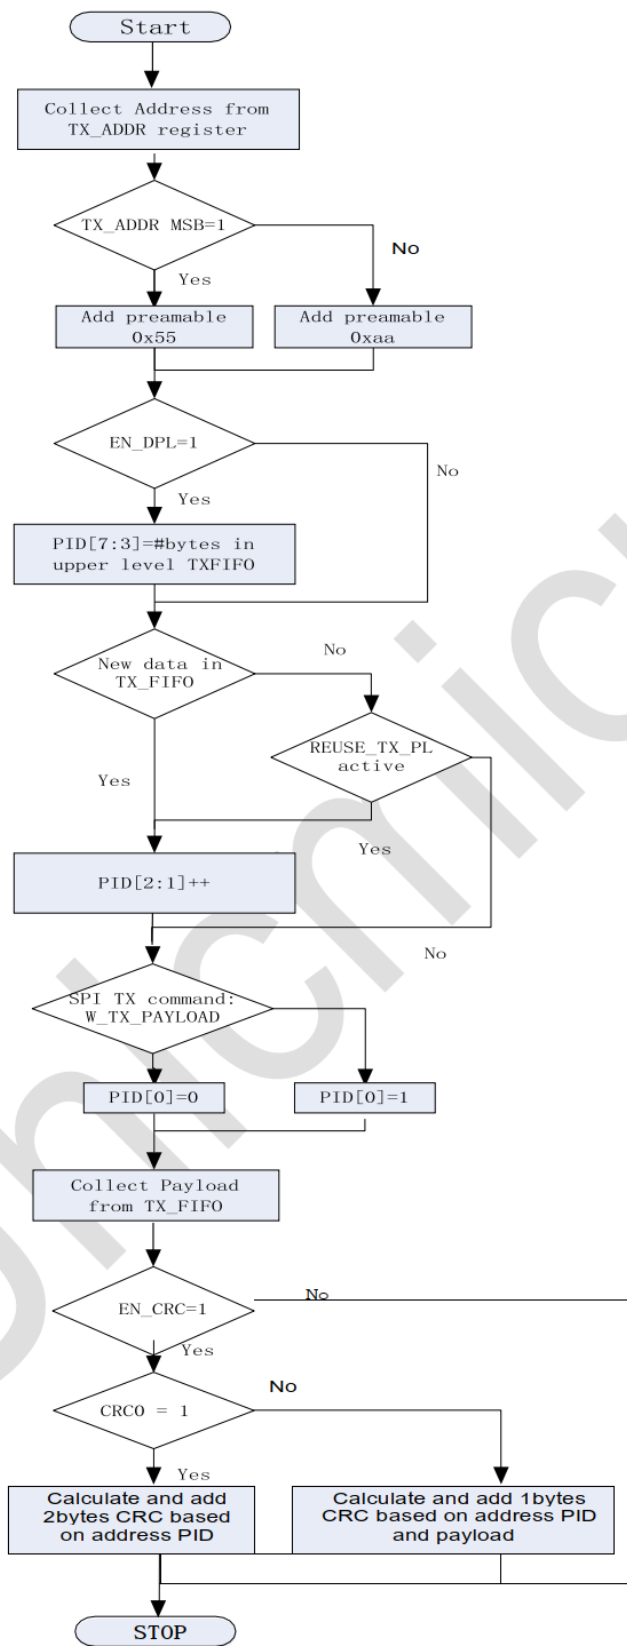 Start
Collect Address from
TX_ADDR register
TX_ADDR MSB=1
No
Yes
Add preamable
0x55
Add preamable
0xaa
EN_DPL=1
No
Yes
PID[7:3]=#bytes in
upper level TXFIFO
New data in
TX_FIFO
No
REUSE_TX_PL
active
Yes
Yes
PID[2:1]++
No
SPI TX command:
W_TX_PAYLOAD
PID[0]=0
PID[0]=1
Collect Payload
from TX_FIFO
EN_CRC=1
No
Yes
CRCO = 1
No
Yes
Calculate and add
2bytes CRC based
on address PID
Calculate and add 1bytes
CRC based on address PID
and payload
STOP